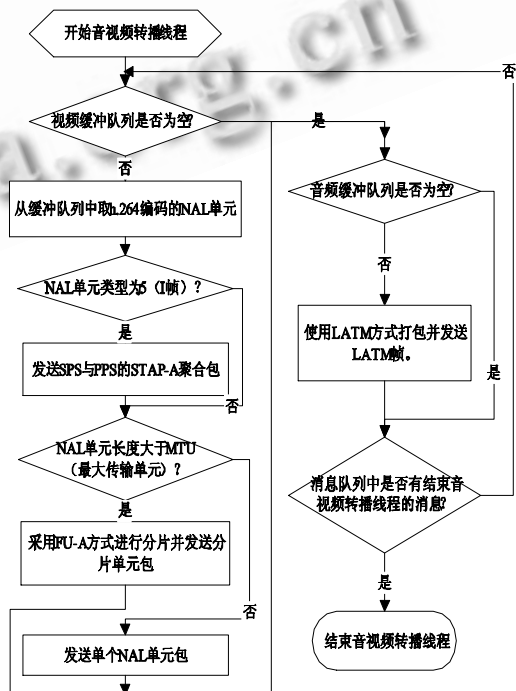 开始音视频转播线程
视频缓冲队列是否为空?
否
从缓冲队列中取h.264编码的NAL单元
NAL单元类型为5（I帧）？
是
发送SPS与PPS的STAP-A聚合包
否
NAL单元长度大于MTU
（最大传输单元）？
是
采用FU-A方式进行分片并发送分
片单元包
否
发送单个NAL单元包
是
音频缓冲队列是否为空?
否
使用LATM方式打包并发送
LATM帧。
是
消息队列中是否有结束音
视频转播线程的消息?
否
是
结束音视频转播线程
a.rg.cn